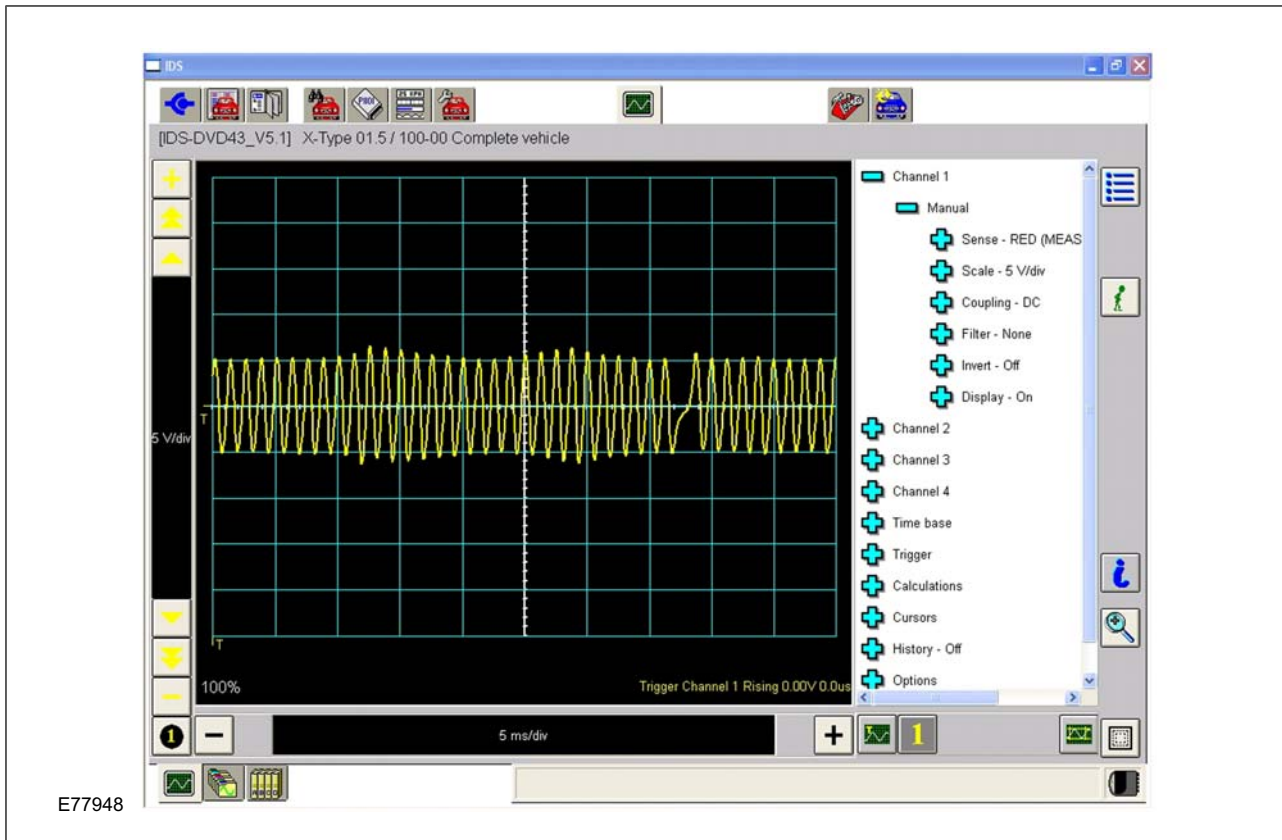 IDS
[IDS-DVD43_V5.1] X-Type 01.5 / 100-00 Complete vehicle
Channel 1
Manual
Sense - RED (MEAS
Scale - 5 V/div
Coupling - DC
Filter - None
Invert - Off
Display - On
Channel 2
Channel 3
Channel 4
Time base
Trigger
Calculations
Cursors
History - Off
Options
5 V/div
T
T
100%
Trigger Channel 1 Rising 0.00V 0.0us
1
5 ms/div
1
E77948